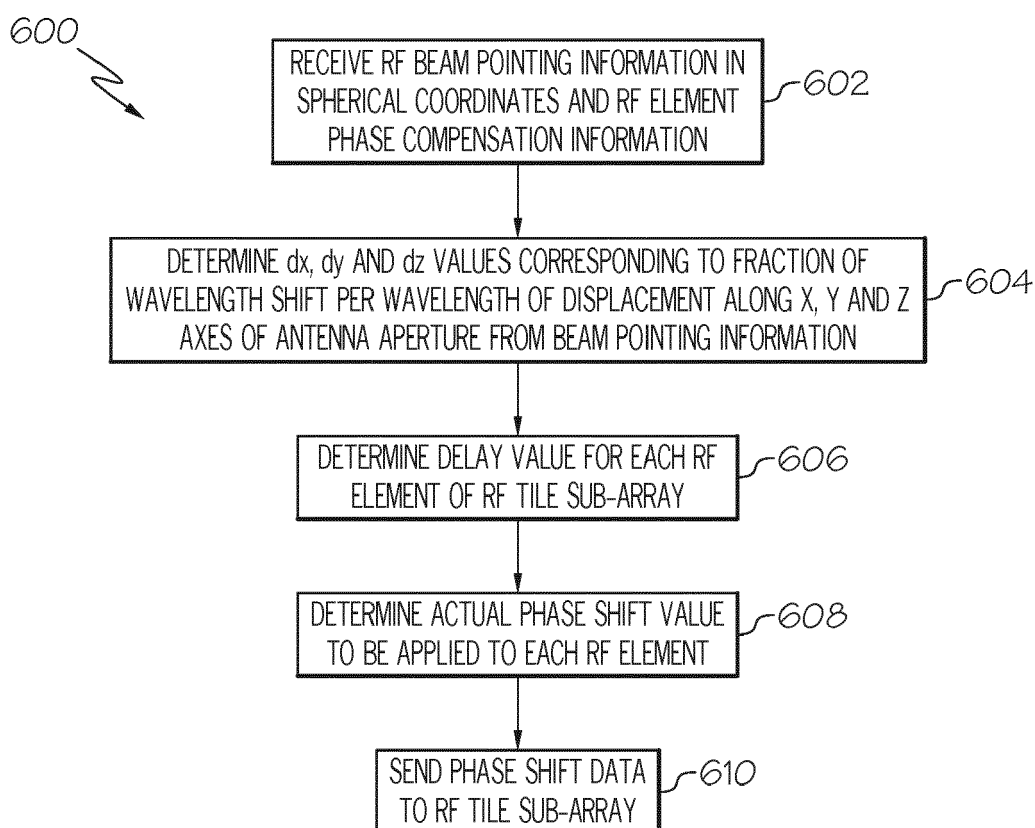 600
RECEIVE RF BEAM POINTING INFORMATION IN
SPHERICAL COORDINATES AND RF ELEMENT
PHASE COMPENSATION INFORMATION
602
DETERMINE dx, dy AND dz VALUES CORRESPONDING TO FRACTION OF
WAVELENGTH SHIFT PER WAVELENGTH OF DISPLACEMENT ALONG X, Y AND Z
AXES OF ANTENNA APERTURE FROM BEAM POINTING INFORMATION
604
DETERMINE DELAY VALUE FOR EACH RF
ELEMENT OF RF TILE SUB-ARRAY
606
DETERMINE ACTUAL PHASE SHIFT VALUE
TO BE APPLIED TO EACH RF ELEMENT
608
SEND PHASE SHIFT DATA
TO RF TILE SUB-ARRAY
610